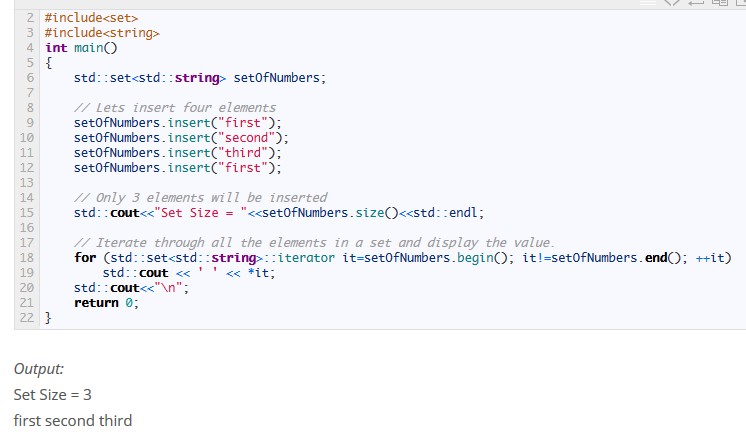 2 #include<set>
3 #include<string>
4 int main()
5 {
6     std::set<std::string> setOfNumbers;
7
8     // Lets insert four elements
9     setOfNumbers.insert("first");
10     setOfNumbers.insert("second");
11     setOfNumbers.insert("third");
12     setOfNumbers.insert("first");
13
14     // Only 3 elements will be inserted
15     std::cout<<"Set Size = "<<setOfNumbers.size()<<std::endl;
16
17     // Iterate through all the elements in a set and display the value.
18     for (std::set<std::string>::iterator it=setOfNumbers.begin(); it!=setOfNumbers.end(); ++it)
19         std::cout << ' ' << *it;
20     std::cout<<"\n";
21     return 0;
22 }
Output:
Set Size = 3
first second third